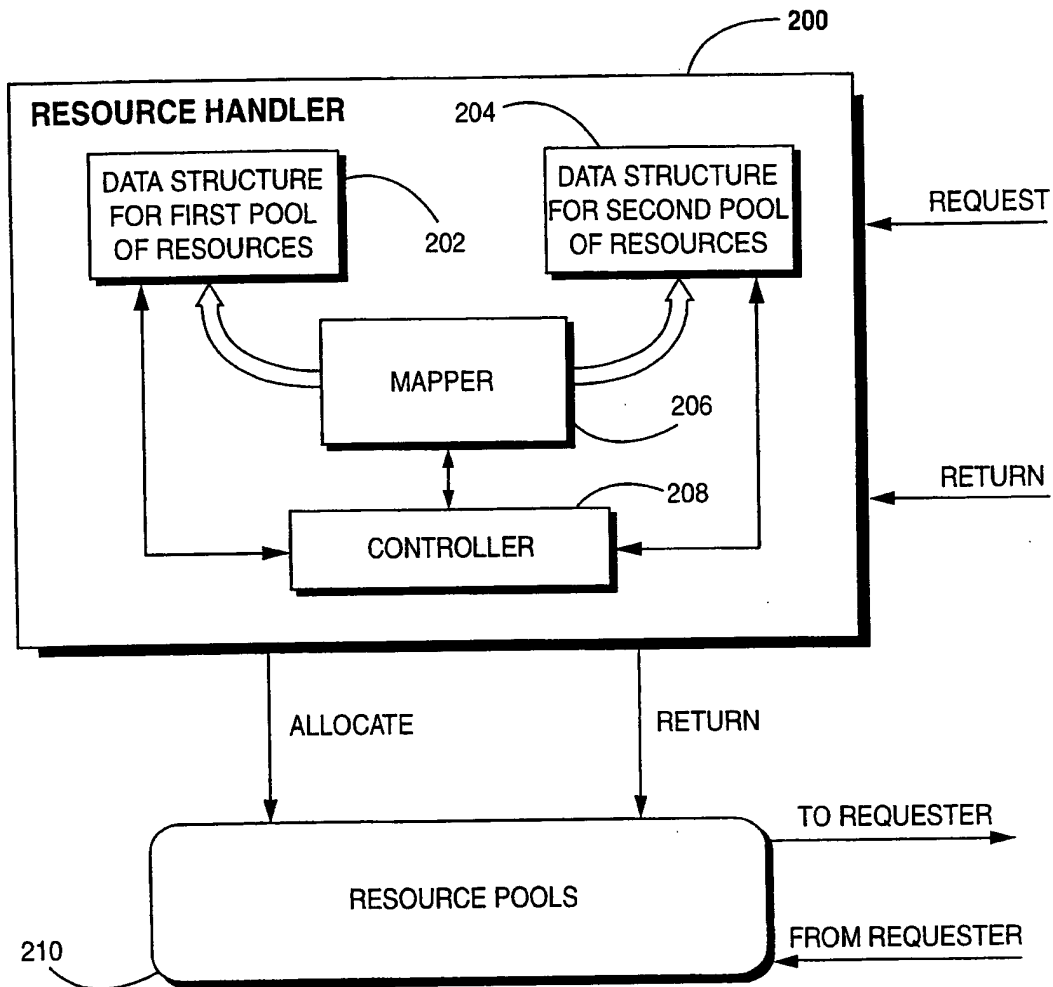 200
RESOURCE HANDLER
204
DATA STRUCTURE
FOR FIRST POOL
OF RESOURCES
202
DATA STRUCTURE
FOR SECOND POOL
OF RESOURCES
REQUEST
MAPPER
206
RETURN
208
CONTROLLER
ALLOCATE
RETURN
TO REQUESTER
RESOURCE POOLS
FROM REQUESTER
210